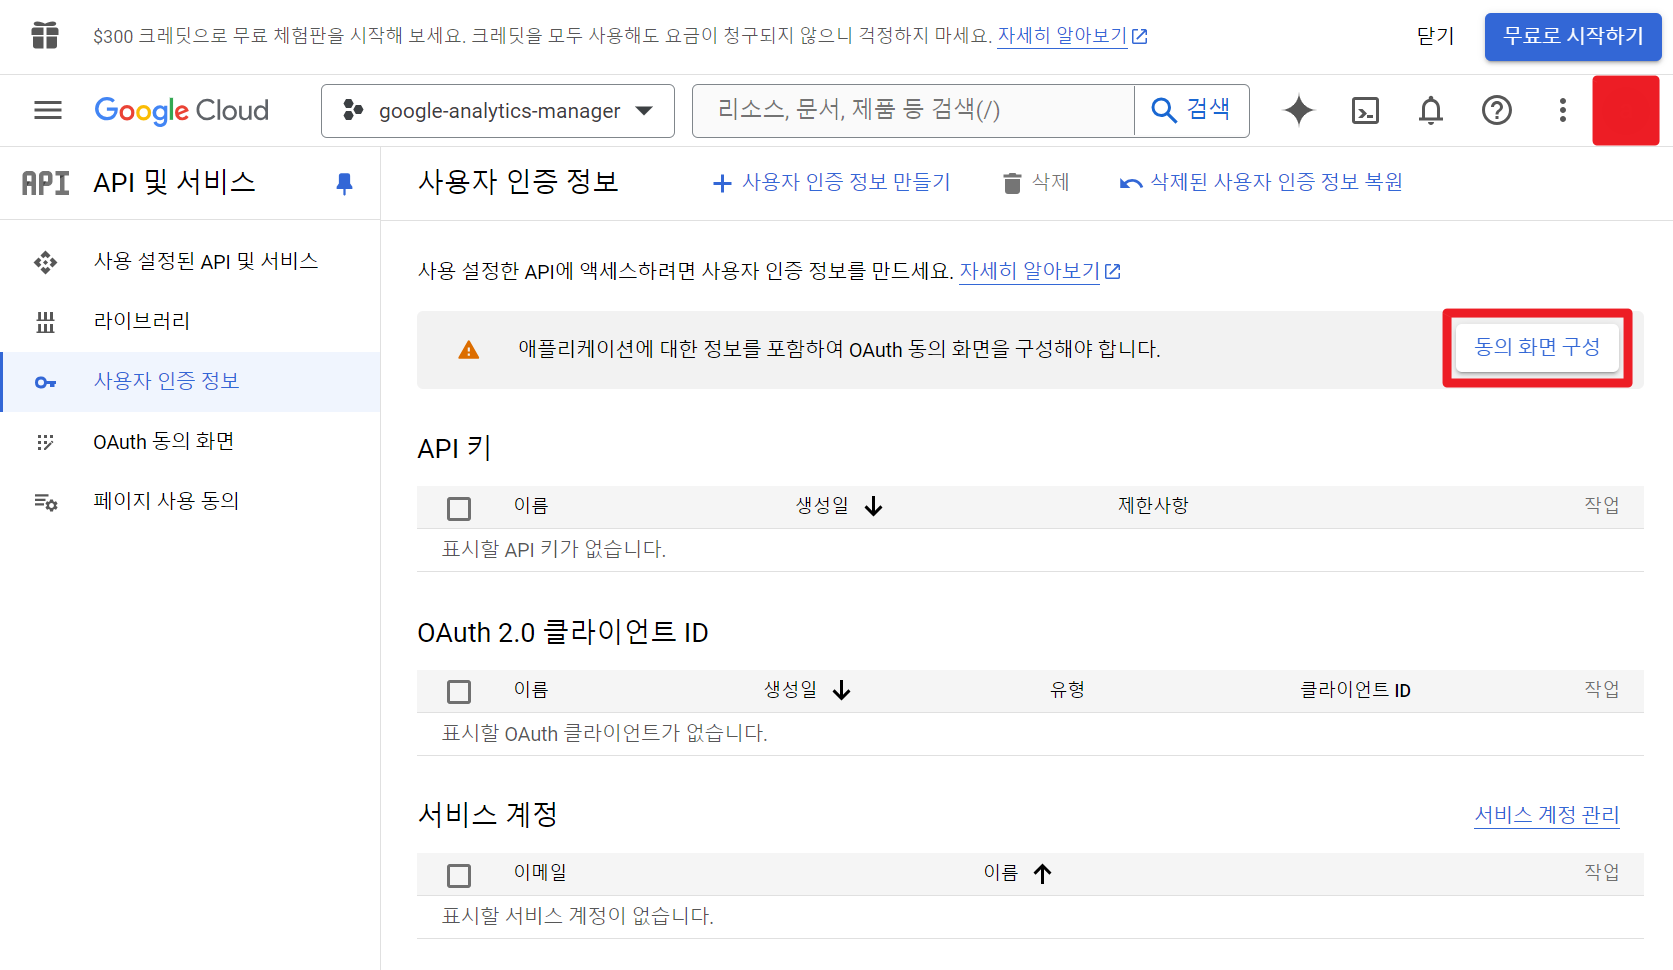 $300 크레딧으로 무료 체험판을 시작해 보세요. 크레딧을 모두 사용해도 요금이 청구되지 않으니 걱정하지 마세요. 자세히 알아보기
닫기
무료로 시작하기
Google Cloud
google-analytics-manager
리소스, 문서, 제품 등 검색(/)
검색
API API 및 서비스
사용 설정된 API 및 서비스
라이브러리
사용자 인증 정보
OAuth 동의 화면
페이지 사용 동의
사용자 인증 정보
사용자 인증 정보 만들기
삭제
삭제된 사용자 인증 정보 복원
사용 설정한 API에 액세스하려면 사용자 인증 정보를 만드세요. 자세히 알아보기
애플리케이션에 대한 정보를 포함하여 OAuth 동의 화면을 구성해야 합니다.
동의 화면 구성
API 키
이름 생성일 제한사항 작업
표시할 API 키가 없습니다.
OAuth 2.0 클라이언트 ID
이름 생성일 유형 클라이언트 ID 작업
표시할 OAuth 클라이언트가 없습니다.
서비스 계정
서비스 계정 관리
이메일 이름 작업
표시할 서비스 계정이 없습니다.